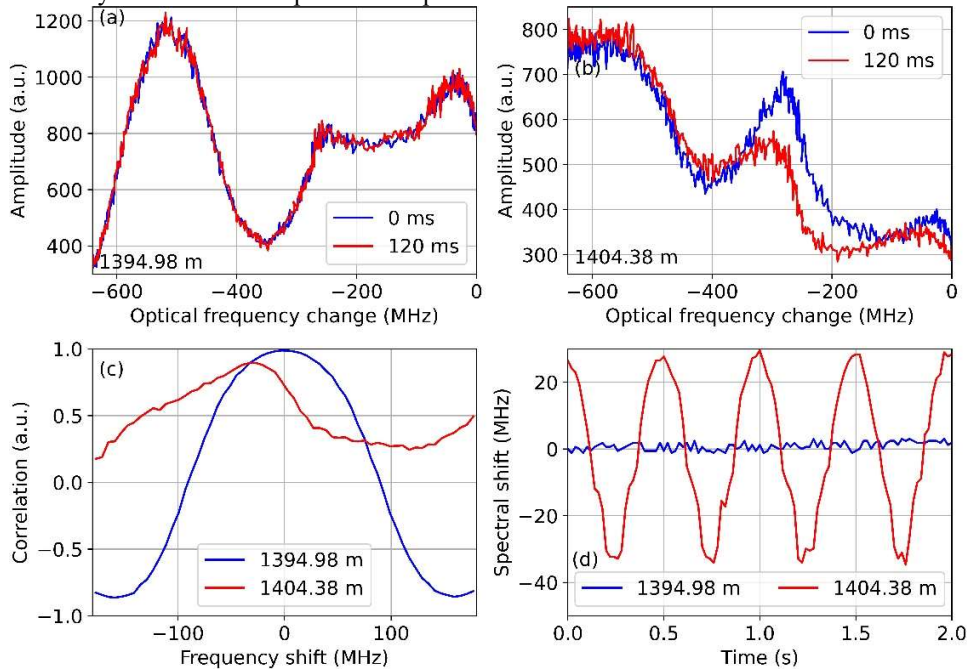 (a)
1200
1000
800
600
400
Amplitude (a.u.)
0 ms
120 ms
1394.98 m
−600
−400
−200
0
Optical frequency change (MHz)
(b)
800
700
600
500
400
300
Amplitude (a.u.)
0 ms
120 ms
1404.38 m
−600
−400
−200
0
Optical frequency change (MHz)
(c)
1.0
0.5
0.0
−0.5
−1.0
Correlation (a.u.)
1394.98 m
1404.38 m
−100
0
100
Frequency shift (MHz)
20
0
−20
−40
Spectral shift (MHz)
(d)
1394.98 m
1404.38 m
0.0
0.5
1.0
1.5
2.0
Time (s)